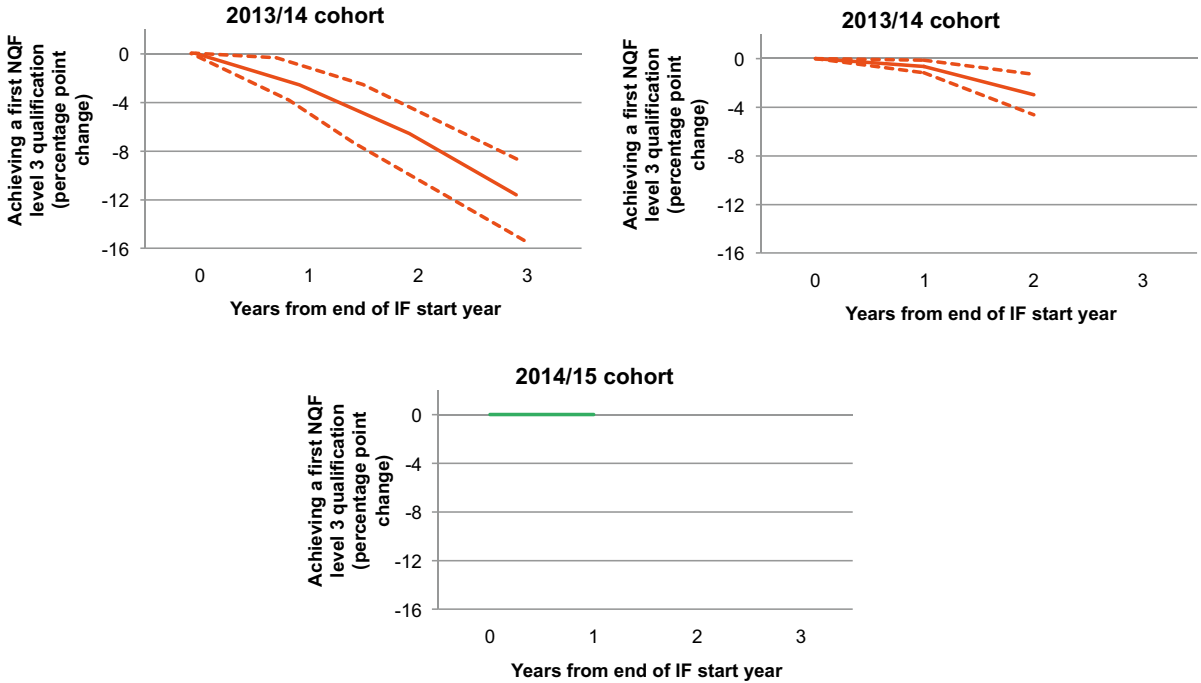 2013/14 cohort
Achieving a first NQF
level 3 qualification
(percentage point
change)
0
-4
-8
-12
-16
0 1 2 3
Years from end of IF start year
2013/14 cohort
Achieving a first NQF
level 3 qualification
(percentage point
change)
0
-4
-8
-12
-16
0 1 2 3
Years from end of IF start year
2014/15 cohort
Achieving a first NQF
level 3 qualification
(percentage point
change)
0
-4
-8
-12
-16
0 1 2 3
Years from end of IF start year